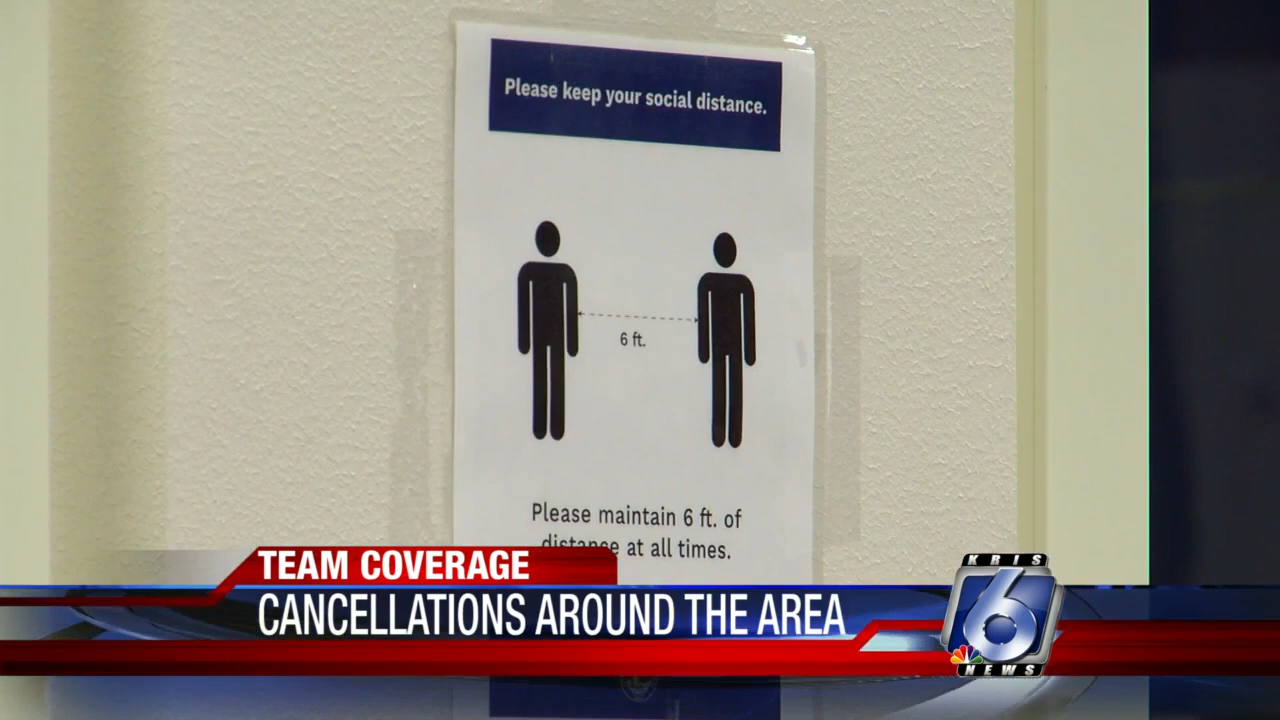 Please keep your social distance.
6 ft.
Please maintain 6 ft. of
distance at all times.
TEAM COVERAGE
CANCELLATIONS AROUND THE AREA
KRIS
6
NEWS